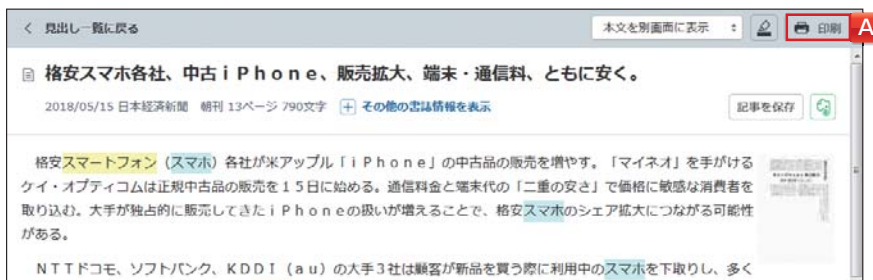 < 見出し一覧に戻る 本文を別画面に表示 印刷 A
格安スマホ各社、中古iPhone、販売拡大、端末・通信料、ともに安く。
2018/05/15 日本経済新聞 朝刊 13ページ 790文字 + その他の書誌情報を表示 記事を保存
格安スマートフォン(スマホ)各社が米アップル「iPhone」の中古品の販売を増やす。「マイネオ」を手がける
ケイ・オプティコムは正規中古品の販売を15日に始める。通信料金と端末代の「二重の安さ」で価格に敏感な消費者を
取り込む。大手が独占的に販売してきたiPhoneの扱いが増えることで、格安スマホのシェア拡大につながる可能性
がある。
NTTドコモ、ソフトバンク、KDDI(au)の大手3社は顧客が新品を買う際に利用中のスマホを下取りし、多く